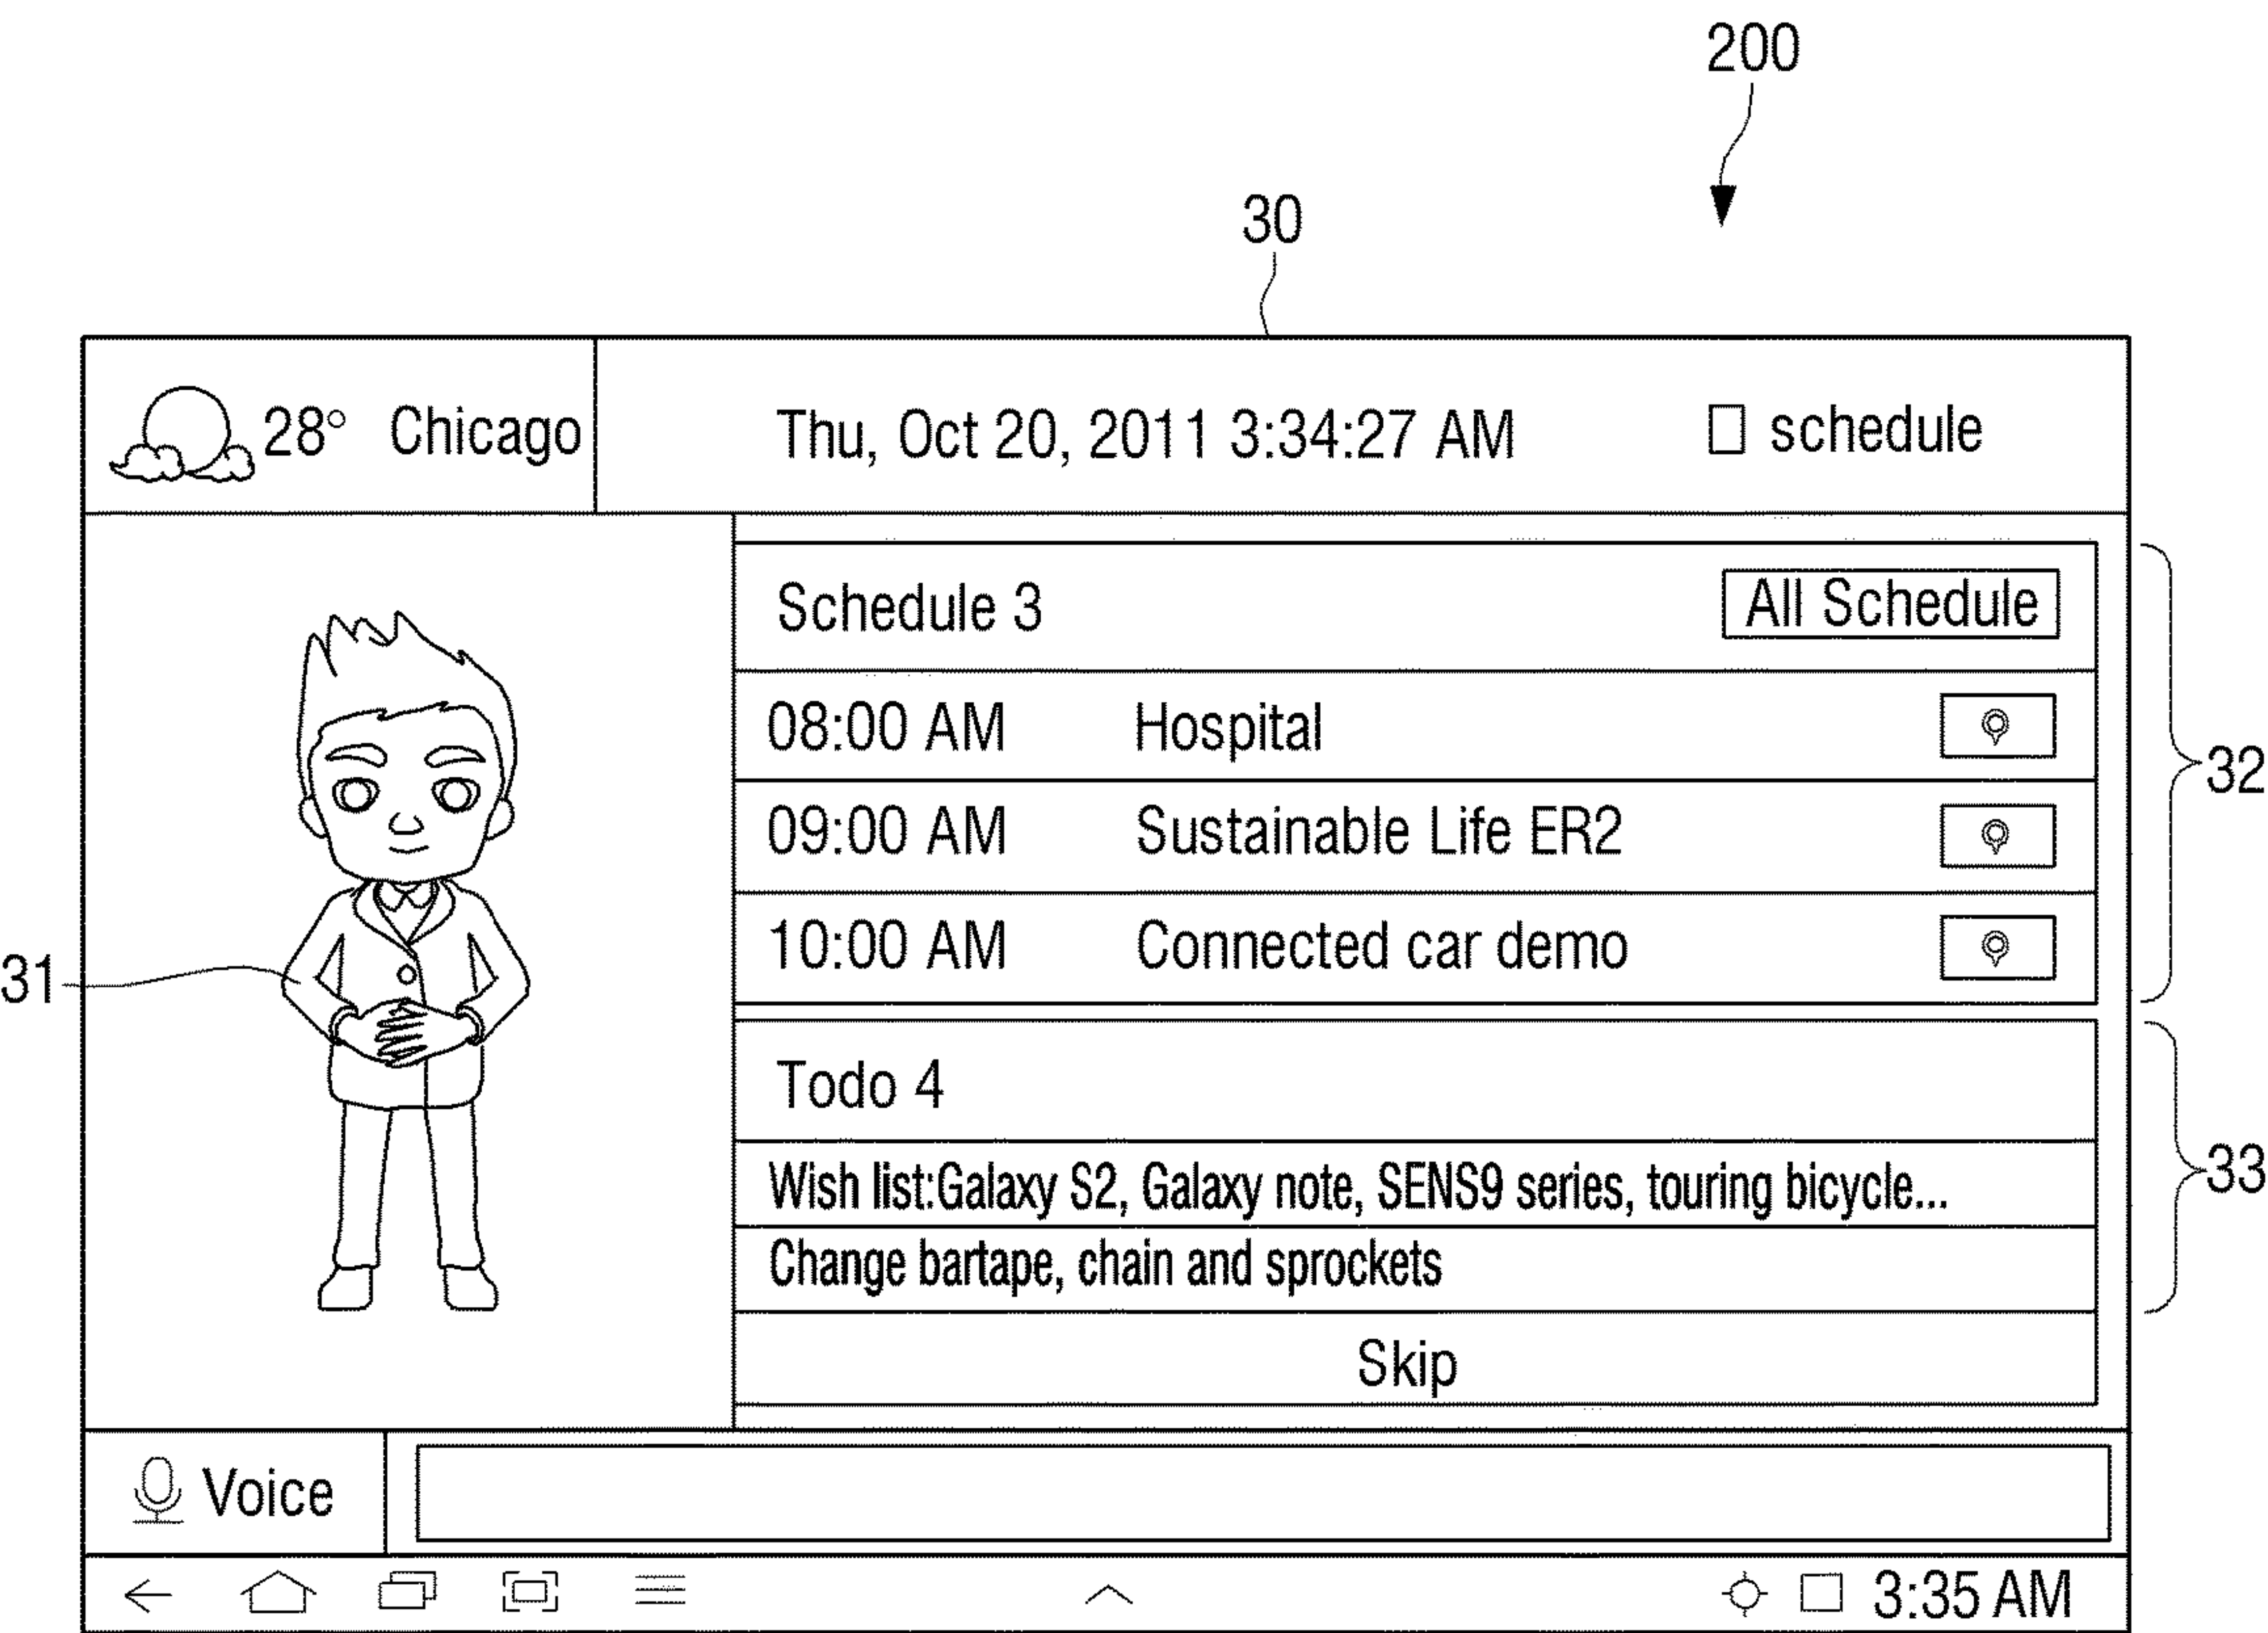 200
30
28° Chicago
Thu, Oct 20, 2011 3:34:27 AM
schedule
Schedule 3
All Schedule
08:00 AM Hospital
32
09:00 AM Sustainable Life ER2
10:00 AM Connected car demo
31
Todo 4
Wish list:Galaxy S2, Galaxy note, SENS9 series, touring bicycle...
33
Change bartape, chain and sprockets
Skip
Voice
3:35 AM